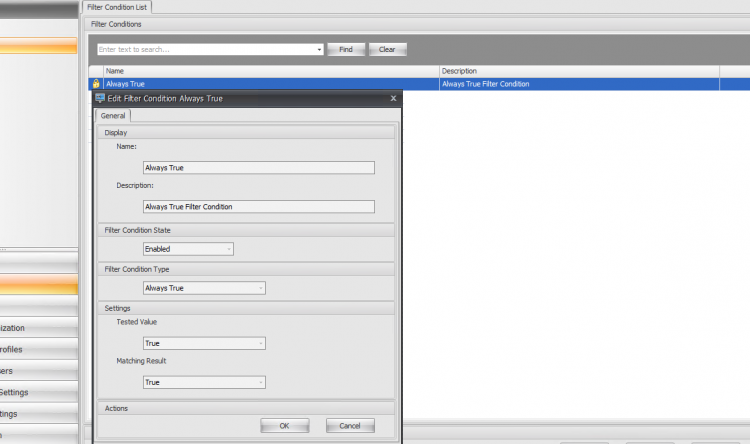 Filter Condition List
Filter Conditions
Enter text to search...
Find
Clear
Name
Description
Always True
Always True Filter Condition
Edit Filter Condition Always True
X
General
Display
Name:
Always True
Description:
Always True Filter Condition
Filter Condition State
Enabled
Filter Condition Type
Always True
Settings
Tested Value
True
Matching Result
True
Actions
OK
Cancel
ization
rofiles
sers
Settings
tings